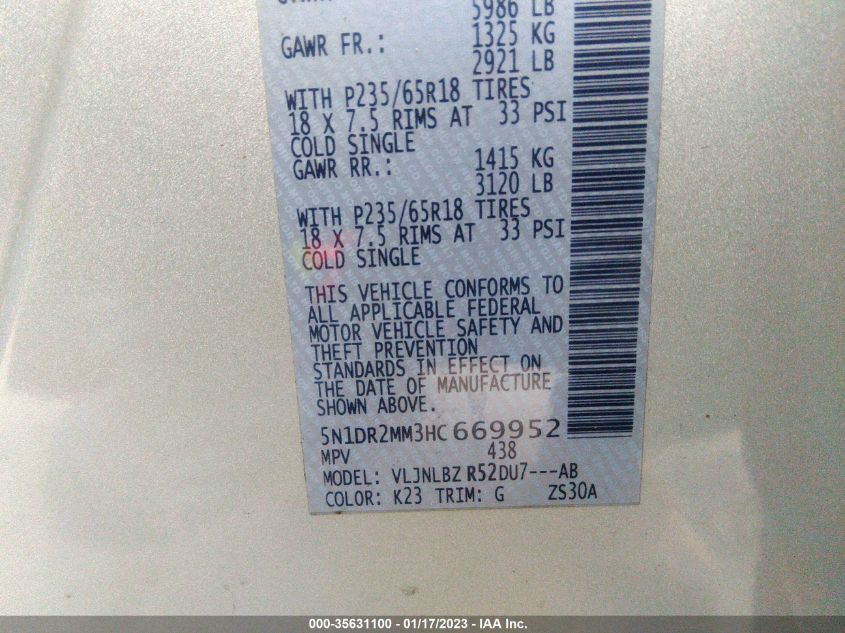 5986 LB
GAWR FR.: 1325 KG
2921 LB
WITH P235/65R18 TIRES
18 X 7.5 RIMS AT 33 PSI
COLD SINGLE
GAWR RR.: 1415 KG
3120 LB
WITH P235/65R18 TIRES
18 X 7.5 RIMS AT 33 PSI
COLD SINGLE
THIS VEHICLE CONFORMS TO
ALL APPLICABLE FEDERAL
MOTOR VEHICLE SAFETY AND
THEFT PREVENTION
STANDARDS IN EFFECT ON
THE DATE OF MANUFACTURE
SHOWN ABOVE.
5N1DR2MM3HC669952
MPV 438
MODEL: VLJNLBZ R52DU7---AB
COLOR: K23 TRIM: G ZS30A
000-35631100 - 01/17/2023 - IAA Inc.